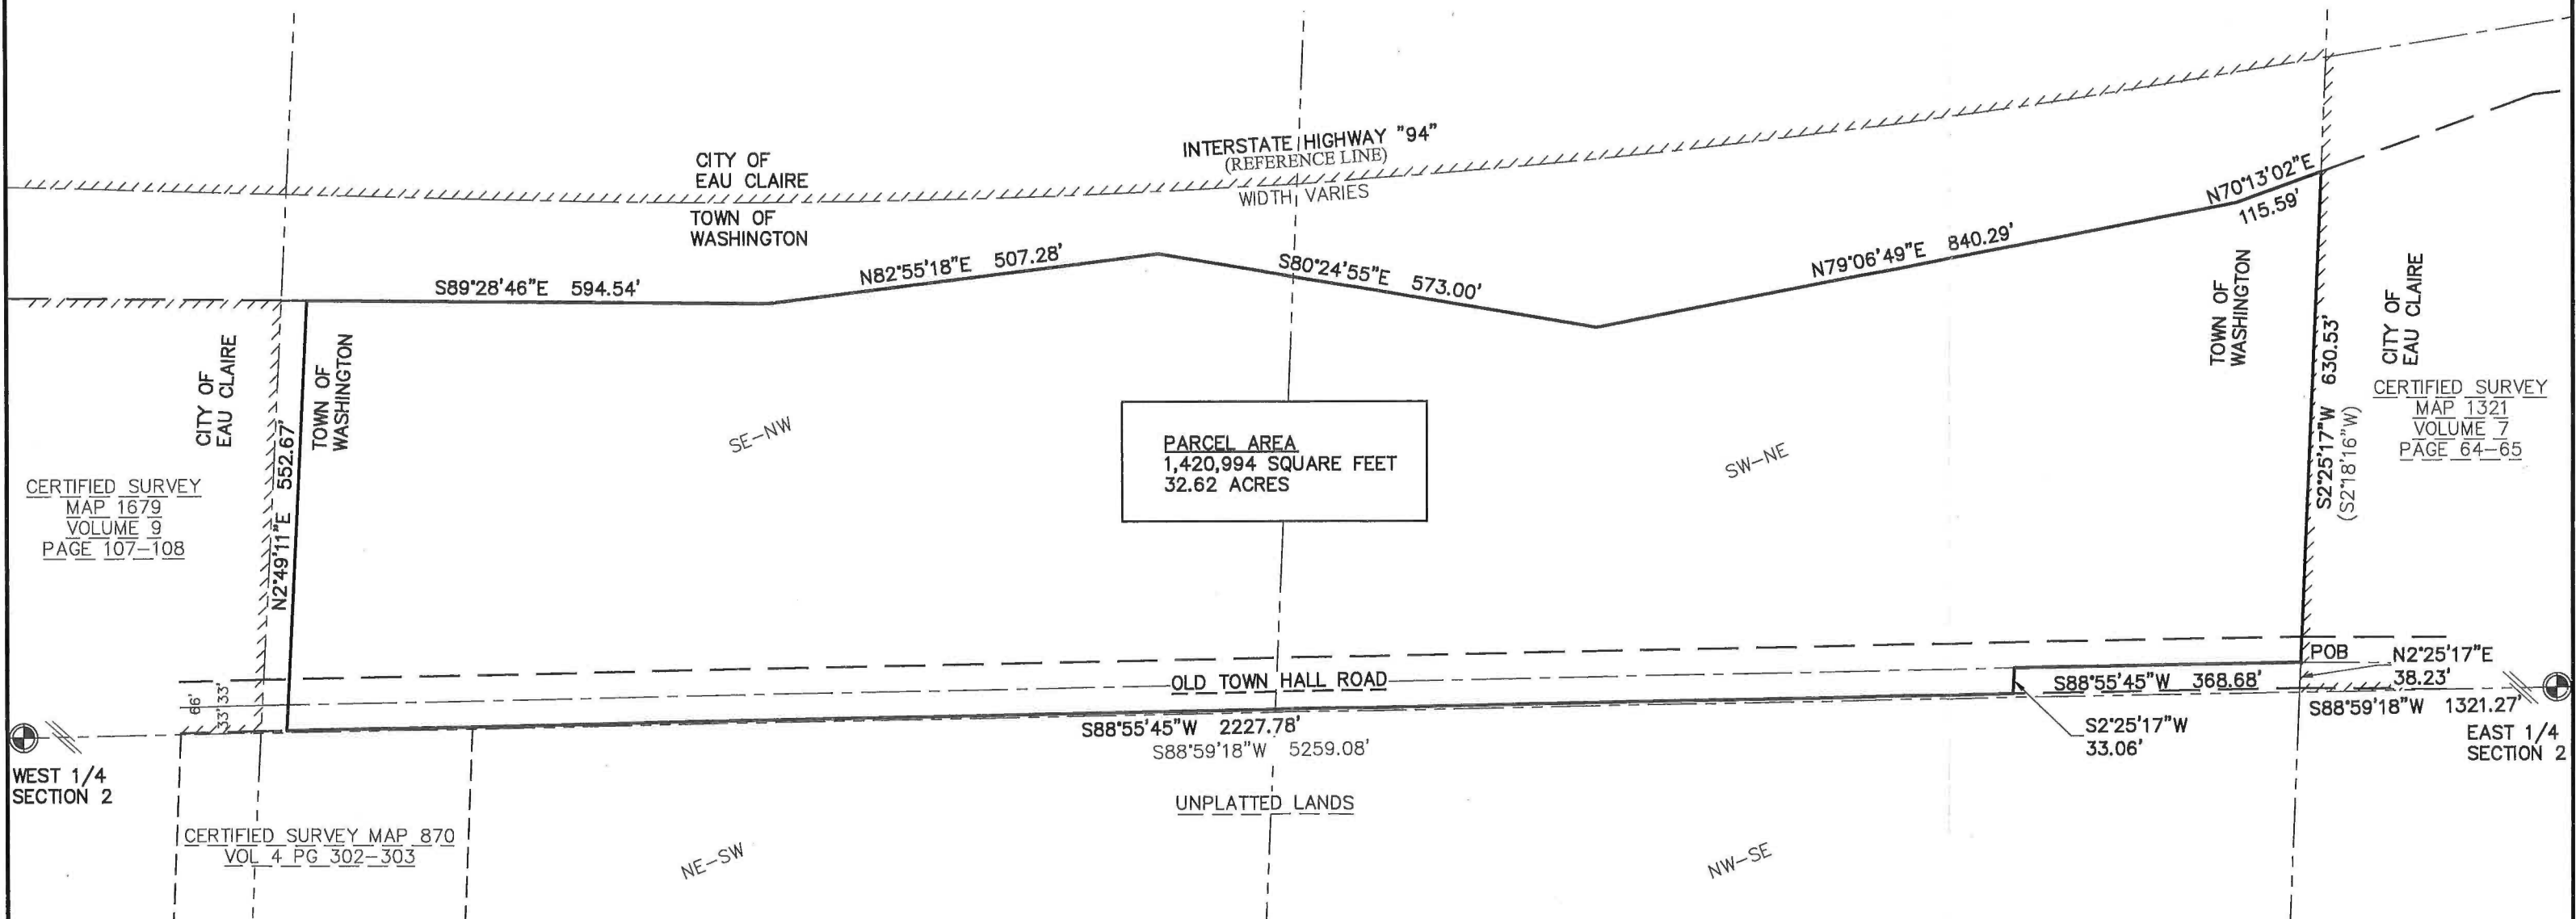 INTERSTATE HIGHWAY "94"
(REFERENCE LINE)
WIDTH VARIES
CITY OF
EAU CLAIRE
TOWN OF
WASHINGTON
N70°13'02"E
115.59'
S89°28'46"E 594.54'
N82°55'18"E 507.28'
S80°24'55"E 573.00'
N79°06'49"E 840.29'
CITY OF
EAU CLAIRE
N2°49'11"E 552.67'
TOWN OF
WASHINGTON
SE-NW
PARCEL AREA
1,420,994 SQUARE FEET
32.62 ACRES
SW-NE
TOWN OF
WASHINGTON
S2°25'17"W 630.53'
(S2°18'16"W)
CITY OF
EAU CLAIRE
CERTIFIED SURVEY
MAP 1321
VOLUME 7
PAGE 64-65
CERTIFIED SURVEY
MAP 1679
VOLUME 9
PAGE 107-108
66'
33' 33'
OLD TOWN HALL ROAD
POB
N2°25'17"E
38.23'
S88°55'45"W 368.68'
S88°59'18"W 1321.27'
S2°25'17"W
33.06'
EAST 1/4
SECTION 2
S88°55'45"W 2227.78'
S88°59'18"W 5259.08'
WEST 1/4
SECTION 2
UNPLATTED LANDS
CERTIFIED SURVEY MAP 870
VOL 4 PG 302-303
NE-SW
NW-SE